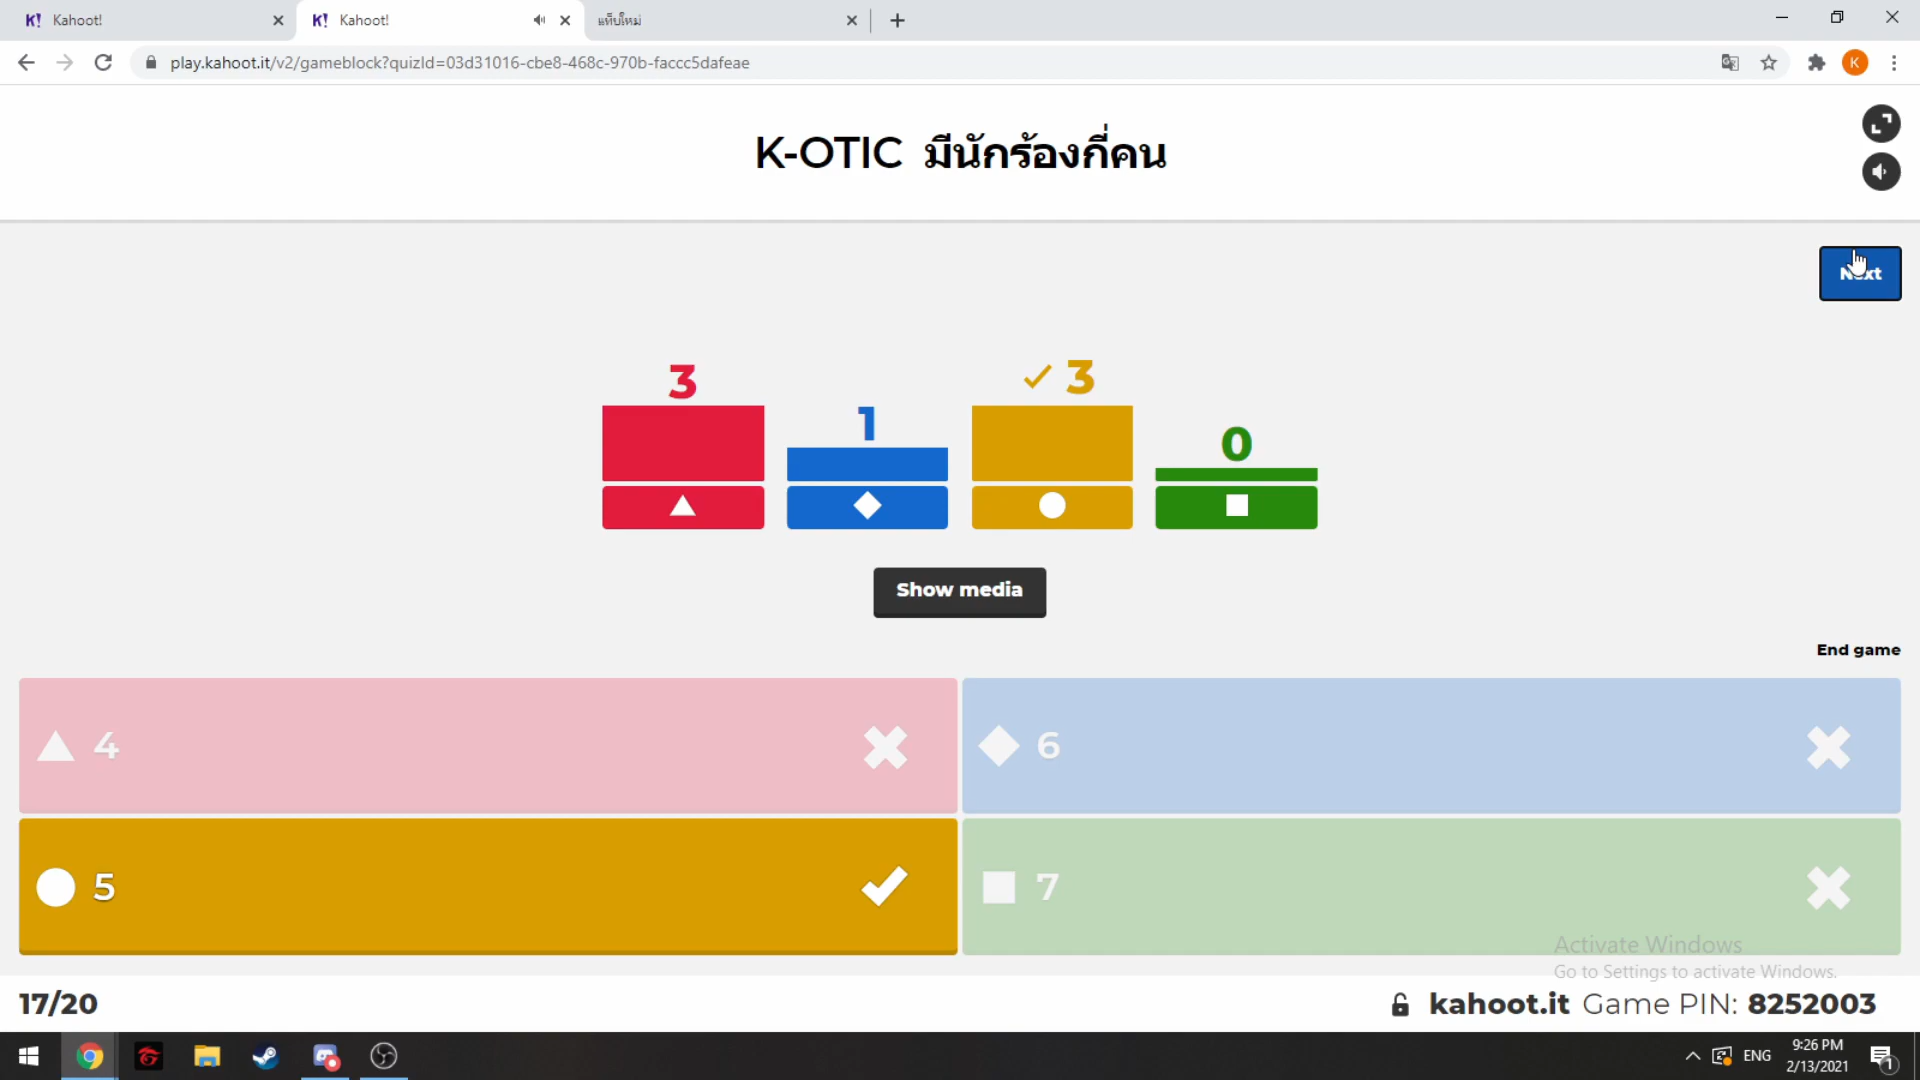 K! Kahoot!
K! Kahoot!
แท็บใหม่
play.kahoot.it/v2/gameblock?quizId=03d31016-cbe8-468c-970b-faccc5dafeae
K
K-OTIC มีนักร้องกี่คน
Next
3
1
3
0
Show media
End game
4
6
5
7
Activate Windows
Go to Settings to activate Windows.
17/20
kahoot.it Game PIN: 8252003
ENG
9:26 PM
2/13/2021
1